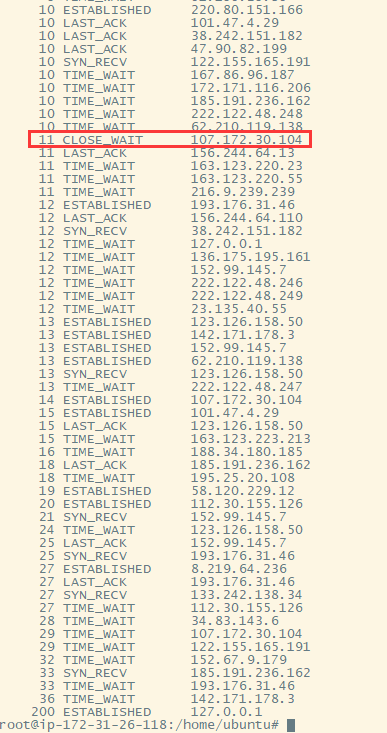 10 ESTABLISHED 220.80.151.166
10 LAST_ACK 101.47.4.29
10 LAST_ACK 38.242.151.182
10 LAST_ACK 47.90.82.199
10 SYN_RECV 122.155.165.191
10 TIME_WAIT 167.86.96.187
10 TIME_WAIT 172.171.116.206
10 TIME_WAIT 185.191.236.162
10 TIME_WAIT 222.122.48.248
10 TIME_WAIT 62.210.119.138
11 CLOSE_WAIT 107.172.30.104
11 LAST_ACK 156.244.64.13
11 TIME_WAIT 163.123.220.23
11 TIME_WAIT 163.123.220.55
11 TIME_WAIT 216.9.239.239
12 ESTABLISHED 193.176.31.46
12 LAST_ACK 156.244.64.110
12 SYN_RECV 38.242.151.182
12 TIME_WAIT 127.0.0.1
12 TIME_WAIT 136.175.195.161
12 TIME_WAIT 152.99.145.7
12 TIME_WAIT 222.122.48.246
12 TIME_WAIT 222.122.48.249
12 TIME_WAIT 23.135.40.55
13 ESTABLISHED 123.126.158.50
13 ESTABLISHED 142.171.178.3
13 ESTABLISHED 152.99.145.7
13 ESTABLISHED 62.210.119.138
13 SYN_RECV 123.126.158.50
13 TIME_WAIT 222.122.48.247
14 ESTABLISHED 107.172.30.104
15 ESTABLISHED 101.47.4.29
15 LAST_ACK 123.126.158.50
15 TIME_WAIT 163.123.223.213
16 TIME_WAIT 188.34.180.185
18 LAST_ACK 185.191.236.162
18 TIME_WAIT 195.25.20.108
19 ESTABLISHED 58.120.229.12
20 ESTABLISHED 112.30.155.126
21 SYN_RECV 152.99.145.7
24 TIME_WAIT 123.126.158.50
25 LAST_ACK 152.99.145.7
25 SYN_RECV 193.176.31.46
27 ESTABLISHED 8.219.64.236
27 LAST_ACK 193.176.31.46
27 SYN_RECV 133.242.138.34
27 TIME_WAIT 112.30.155.126
28 TIME_WAIT 34.83.143.6
29 TIME_WAIT 107.172.30.104
29 TIME_WAIT 122.155.165.191
32 TIME_WAIT 152.67.9.179
33 SYN_RECV 185.191.236.162
33 TIME_WAIT 193.176.31.46
36 TIME_WAIT 142.171.178.3
200 ESTABLISHED 127.0.0.1
root@ip-172-31-26-118:/home/ubuntu#